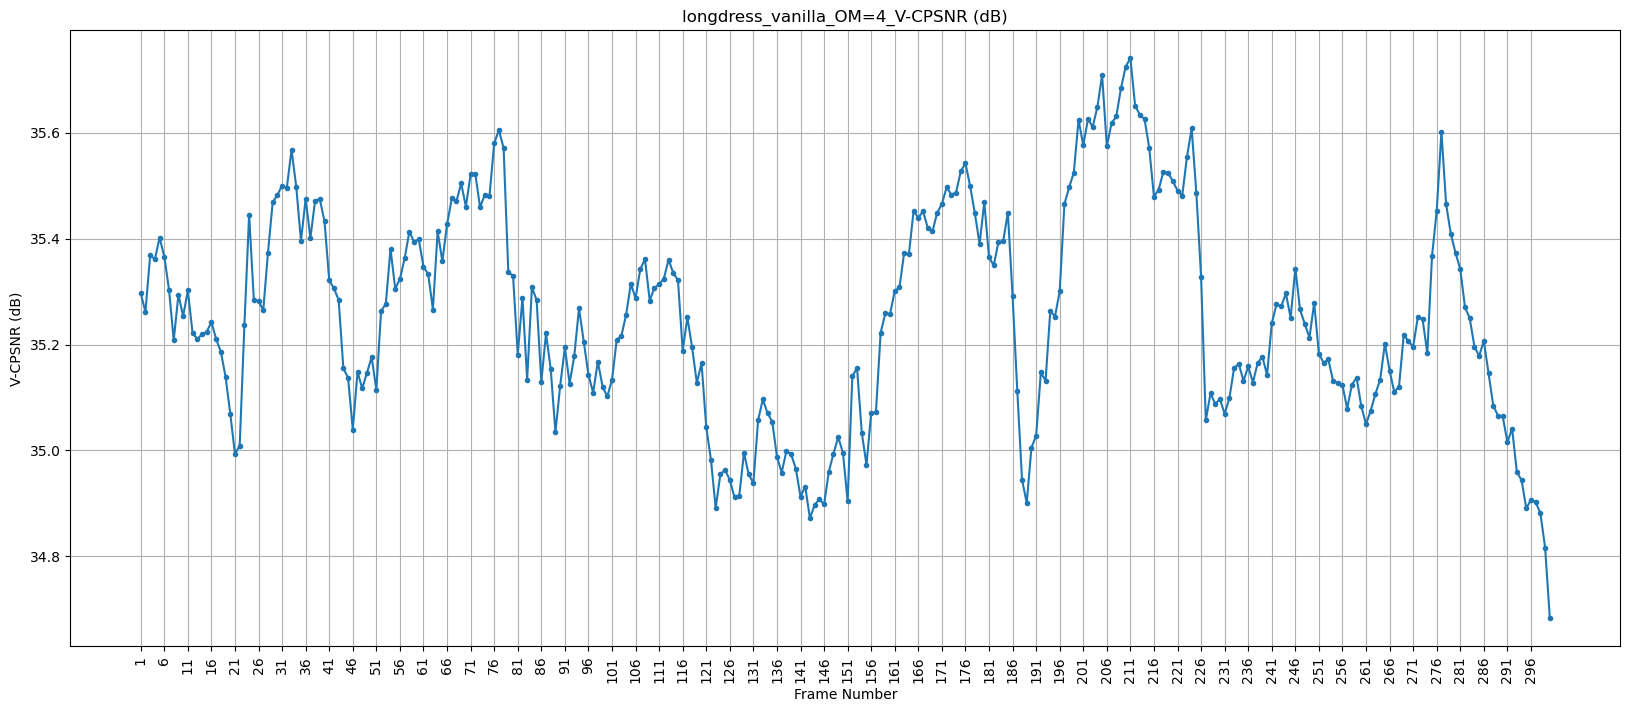 longdress_vanilla_OM=4_V-CPSNR (dB)
V-CPSNR (dB)
35.6
35.4
35.2
35.0
34.8
1 6 11 16 21 26 31 36 41 46 51 56 61 66 71 76 81 86 91 96 101 106 111 116 121 126 131 136 141 146 151 156 161 166 171 176 181 186 191 196 201 206 211 216 221 226 231 236 241 246 251 256 261 266 271 276 281 286 291 296
Frame Number